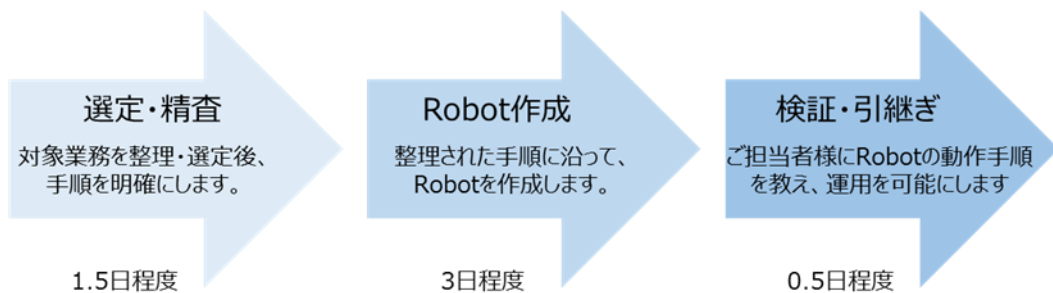 選定・精査
対象業務を整理・選定後、
手順を明確にします。
1.5日程度
Robot作成
整理された手順に沿って、
Robotを作成します。
3日程度
検証・引継ぎ
ご担当者様にRobotの動作手順
を教え、運用を可能にします
0.5日程度